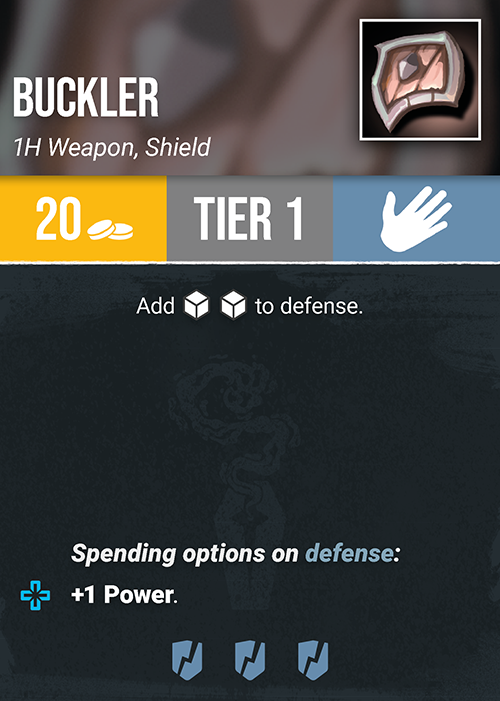 BUCKLER
1H Weapon, Shield
20 TIER 1
Add to defense.
Spending options on defense:
+1 Power.